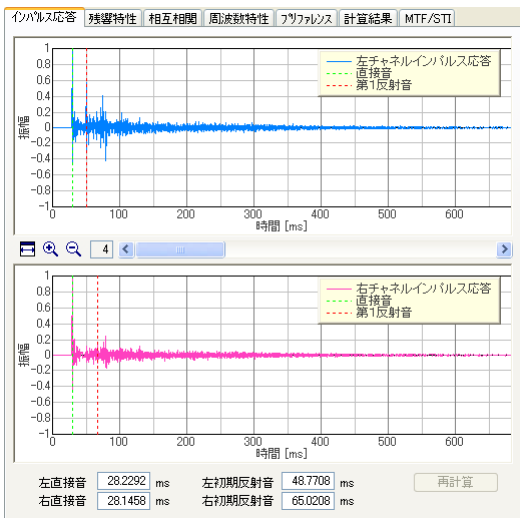 インパルス応答 残響特性 相互相関 周波数特性 プリファレンス 計算結果 MTF/STI
1
0.8
0.6
0.4
0.2
0
-0.2
-0.4
-0.6
-0.8
-1
振幅
左チャネルインパルス応答
直接音
第1反射音
0 100 200 300 400 500 600
時間 [ms]
4
1
0.8
0.6
0.4
0.2
0
-0.2
-0.4
-0.6
-0.8
-1
振幅
右チャネルインパルス応答
直接音
第1反射音
0 100 200 300 400 500 600
時間 [ms]
左直接音 28.2292 ms 左初期反射音 48.7708 ms 再計算
右直接音 28.1458 ms 右初期反射音 65.0208 ms